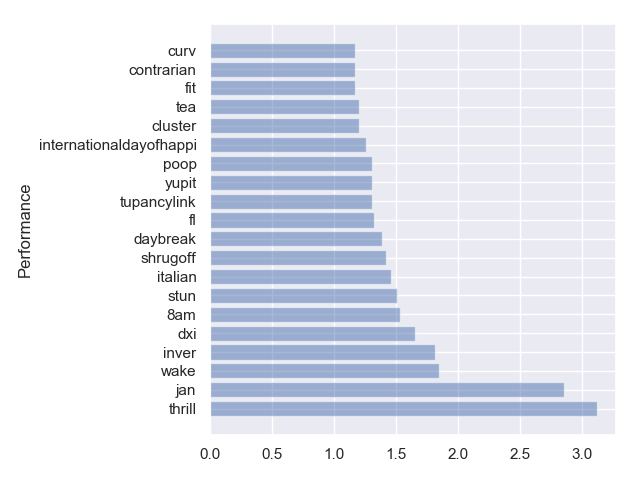 curv
contrarian
fit
tea
cluster
internationaldayofhappi
poop
yupit
tupancylink
fl
daybreak
shrugoff
italian
stun
8am
dxi
inver
wake
jan
thrill
Performance
0.0 0.5 1.0 1.5 2.0 2.5 3.0